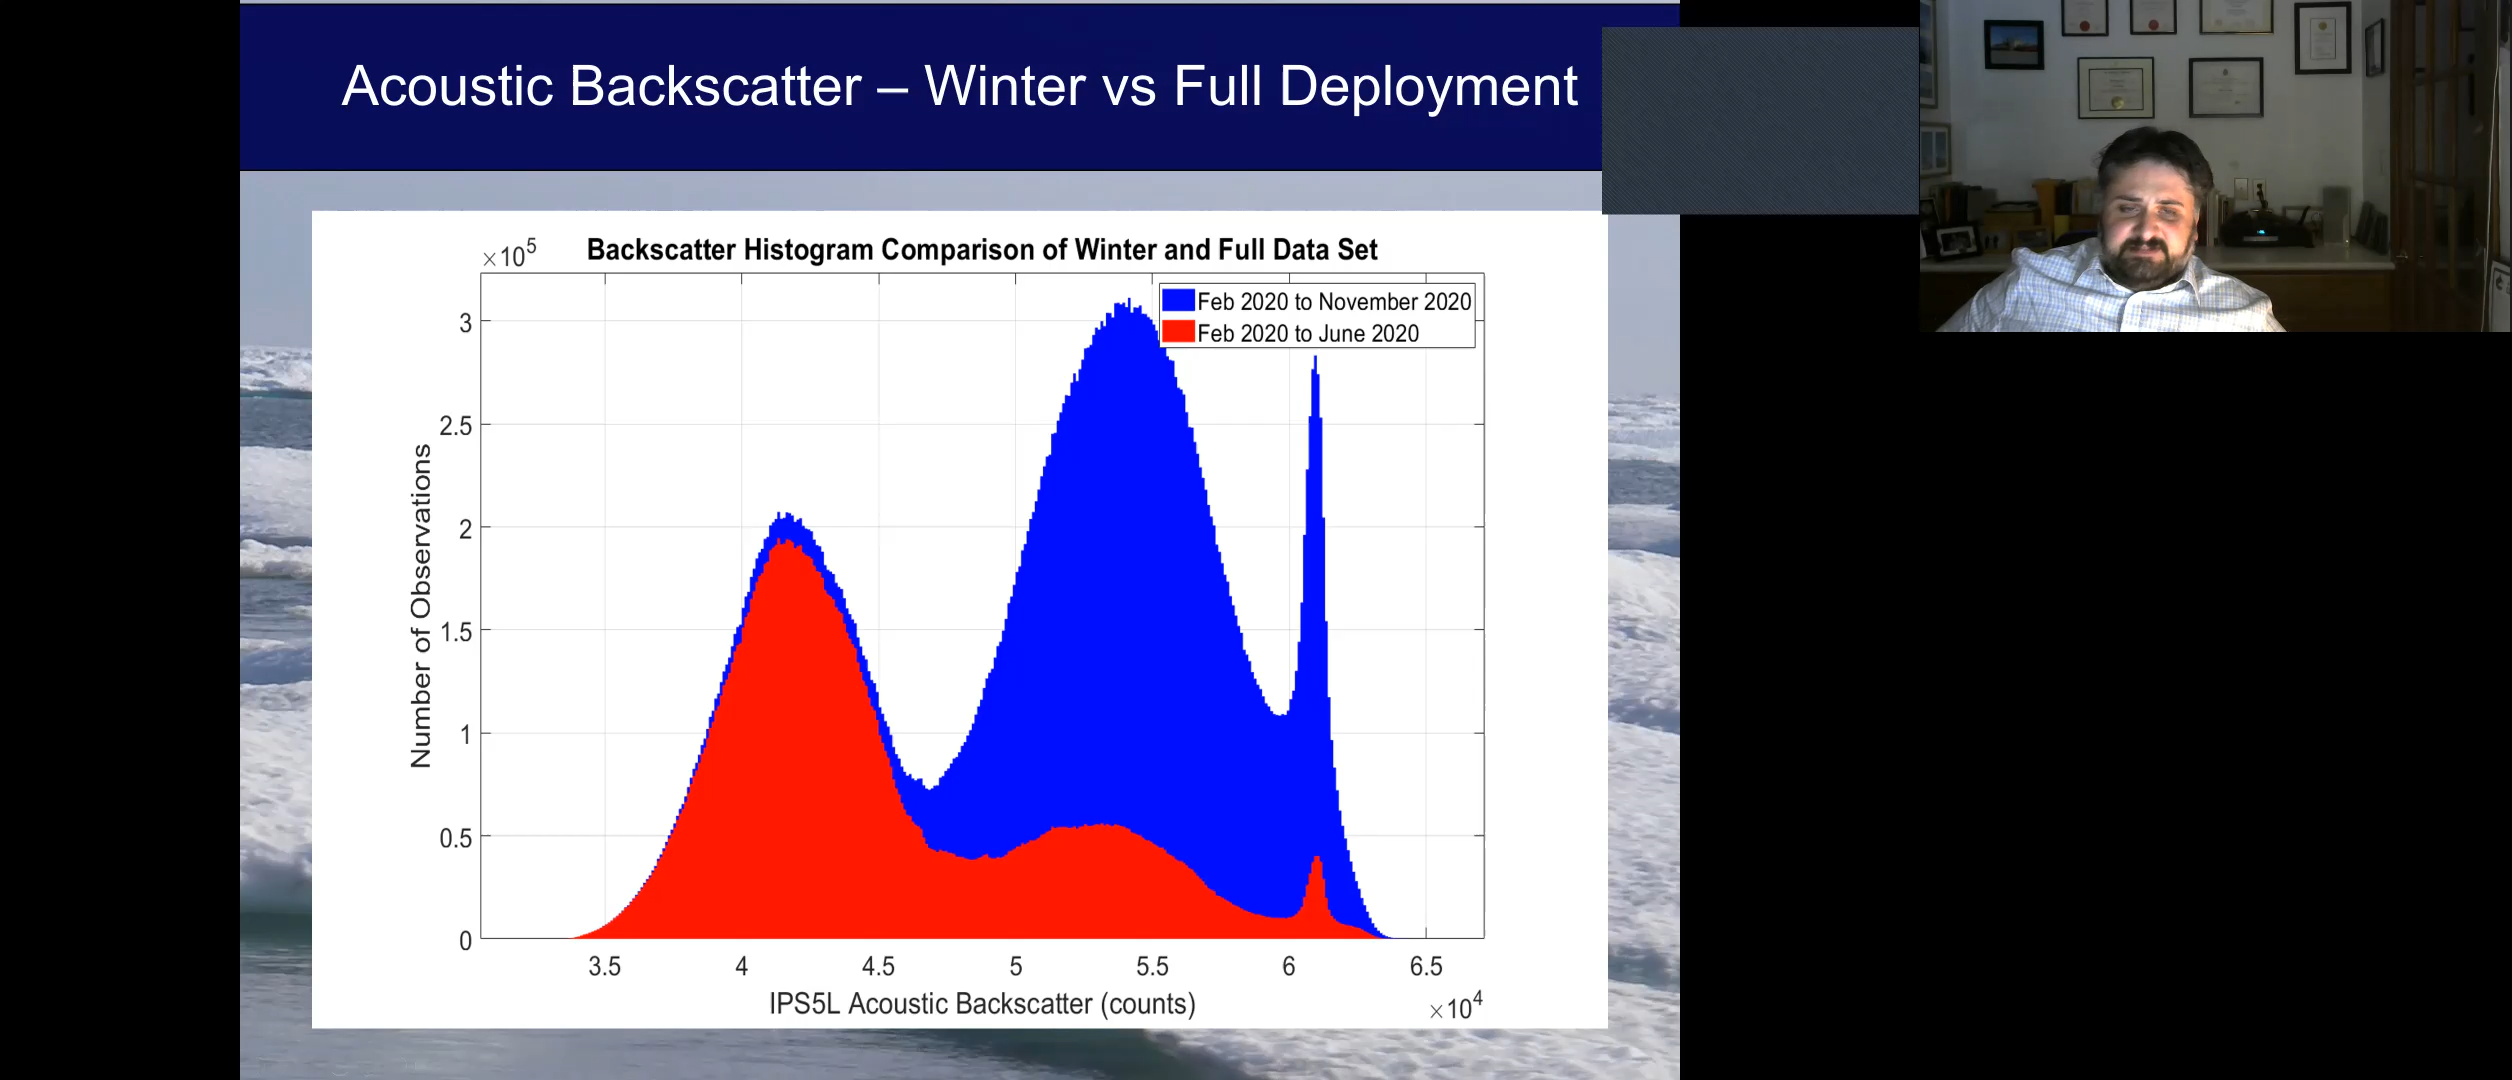 Acoustic Backscatter – Winter vs Full Deployment
×10⁵
Backscatter Histogram Comparison of Winter and Full Data Set
Feb 2020 to November 2020
Feb 2020 to June 2020
Number of Observations
3
2.5
2
1.5
1
0.5
0
3.5 4 4.5 5 5.5 6 6.5
IPS5L Acoustic Backscatter (counts)
×10⁴